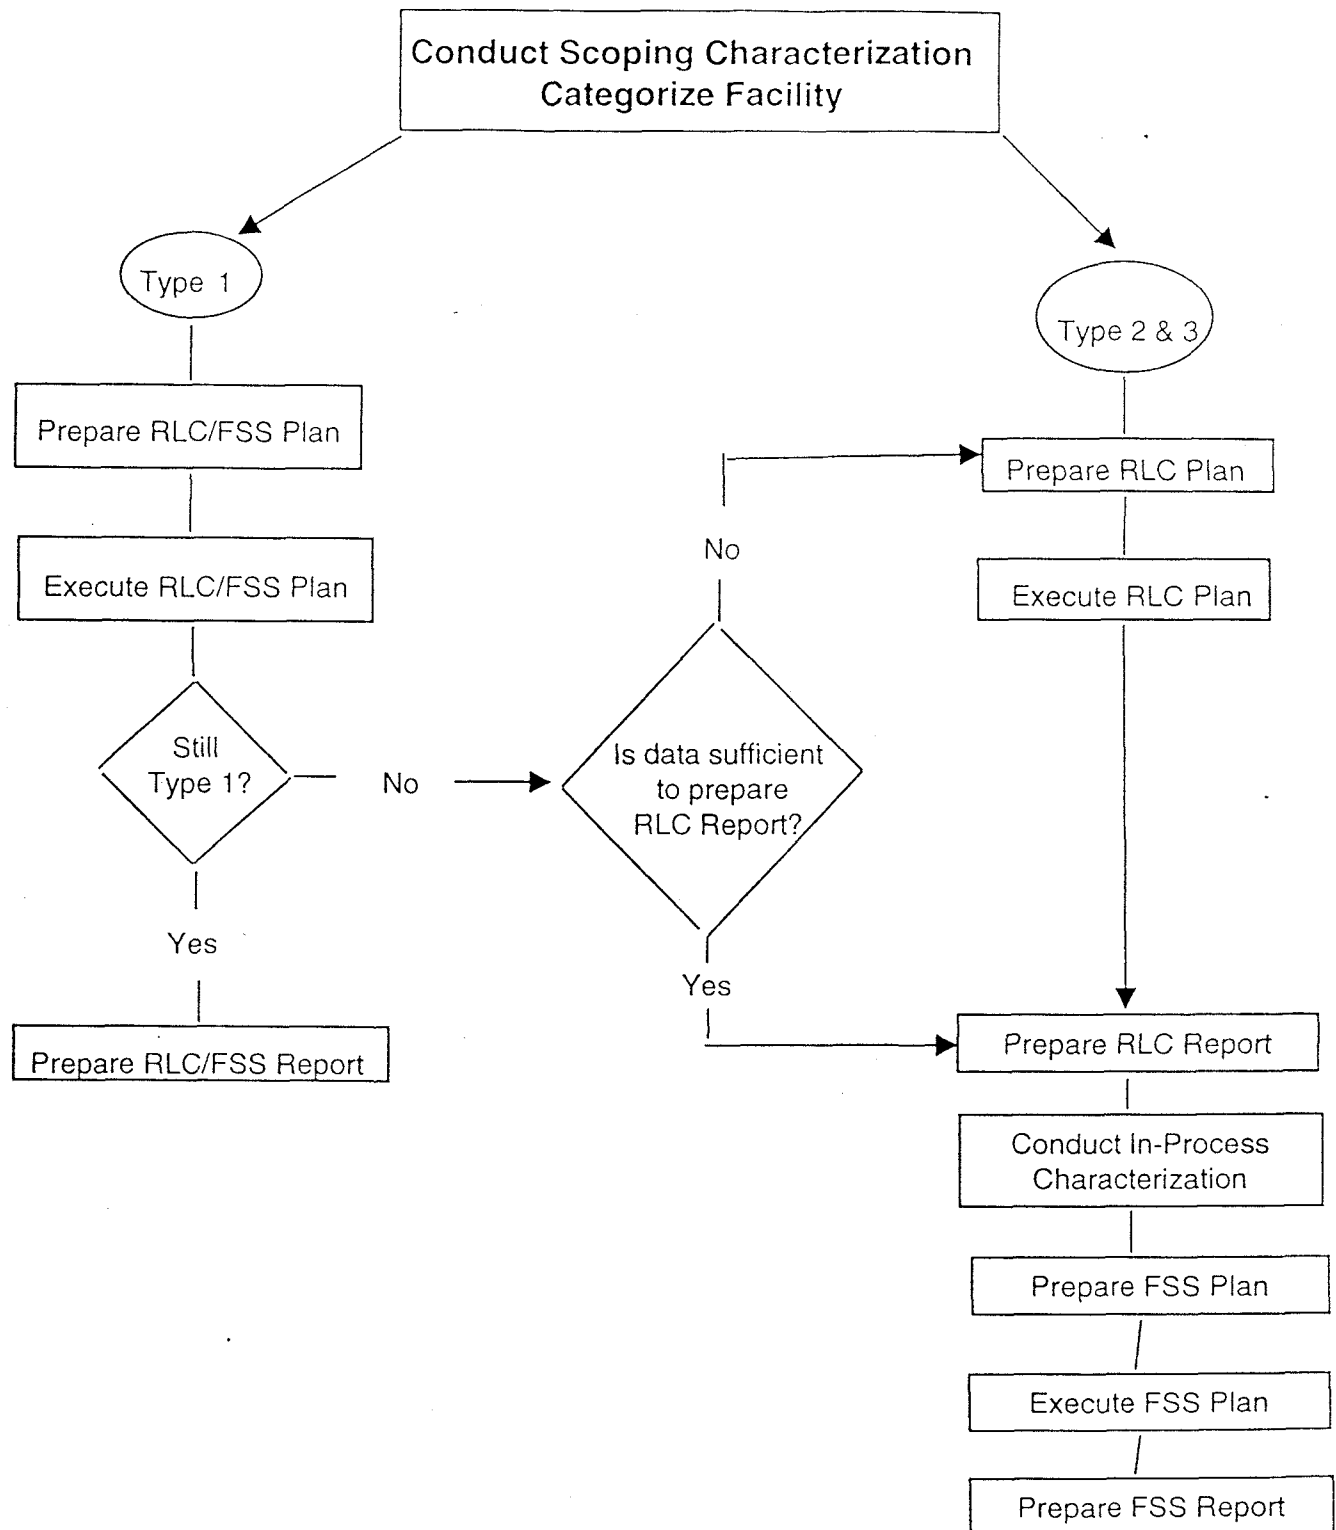 Conduct Scoping Characterization
Categorize Facility
Type 1
Prepare RLC/FSS Plan
Execute RLC/FSS Plan
Still
Type 1?
Yes
Prepare RLC/FSS Report
No
Is data sufficient
to prepare
RLC Report?
No
Yes
Type 2 & 3
Prepare RLC Plan
Execute RLC Plan
Prepare RLC Report
Conduct In-Process
Characterization
Prepare FSS Plan
Execute FSS Plan
Prepare FSS Report